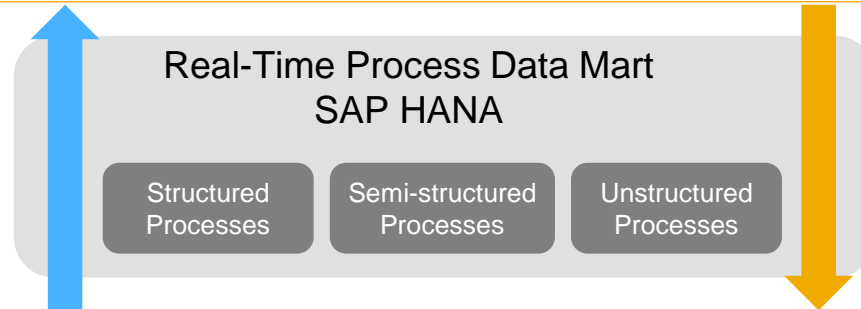 Real-Time Process Data Mart
SAP HANA
Structured
Processes
Semi-structured
Processes
Unstructured
Processes